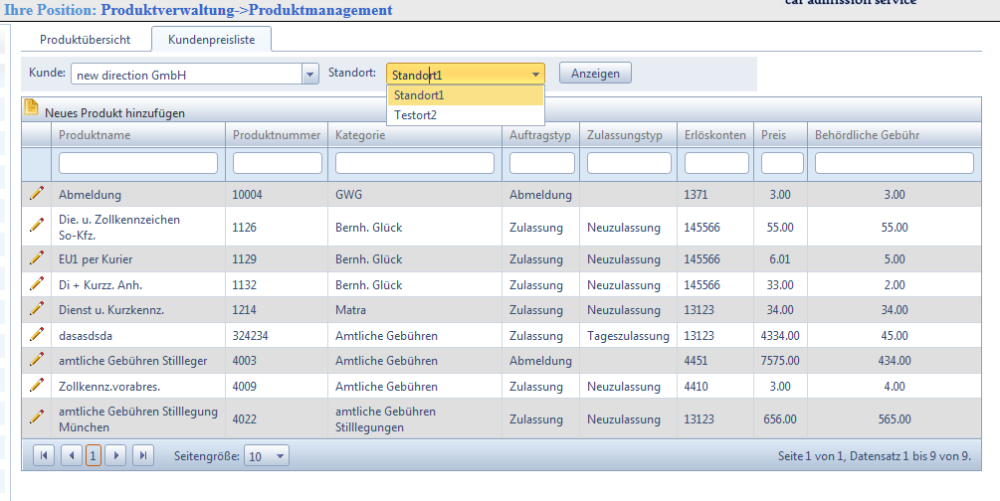 car admission service
Ihre Position: Produktverwaltung->Produktmanagement
Produktübersicht Kundenpreisliste
Kunde: new direction GmbH Standort: Standort1 Anzeigen
Standort1
Testort2
Neues Produkt hinzufügen
Produktname Produktnummer Kategorie Auftragstyp Zulassungstyp Erlöskonten Preis Behördliche Gebühr
Abmeldung 10004 GWG Abmeldung 1371 3.00 3.00
Die. u. Zollkennzeichen
So-Kfz. 1126 Bernh. Glück Zulassung Neuzulassung 145566 55.00 55.00
EU1 per Kurier 1129 Bernh. Glück Zulassung Neuzulassung 145566 6.01 5.00
Di + Kurzz. Anh. 1132 Bernh. Glück Zulassung Neuzulassung 145566 33.00 2.00
Dienst u. Kurzkennz. 1214 Matra Zulassung Neuzulassung 13123 34.00 34.00
dasasdsda 324234 Amtliche Gebühren Zulassung Tageszulassung 13123 4334.00 45.00
amtliche Gebühren Stillleger 4003 Amtliche Gebühren Abmeldung 4451 7575.00 434.00
Zollkennz.vorabres. 4009 Amtliche Gebühren Zulassung Neuzulassung 4410 3.00 4.00
amtliche Gebühren Stilllegung
München 4022 amtliche Gebühren
Stilllegungen Zulassung Neuzulassung 13123 656.00 565.00
1 Seitengröße: 10 Seite 1 von 1, Datensatz 1 bis 9 von 9.